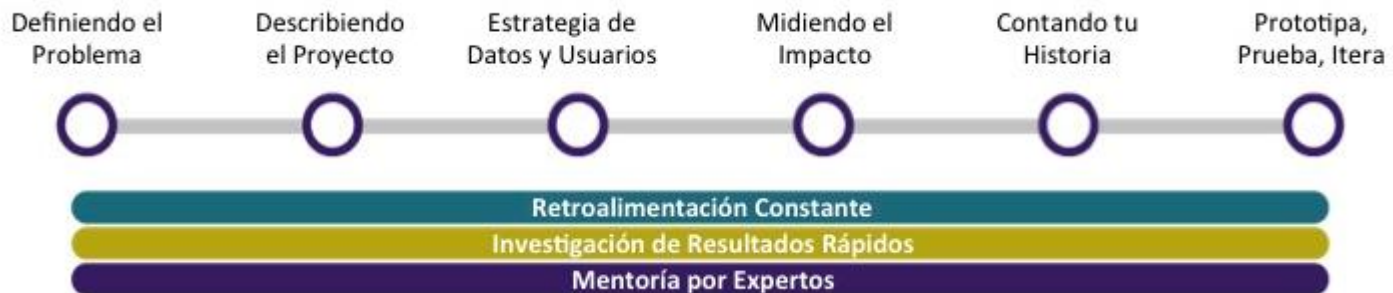 Definiendo el
Problema
Describiendo
el Proyecto
Estrategia de
Datos y Usuarios
Midiendo el
Impacto
Contando tu
Historia
Prototipa,
Prueba, Itera
Retroalimentación Constante
Investigación de Resultados Rápidos
Mentoría por Expertos